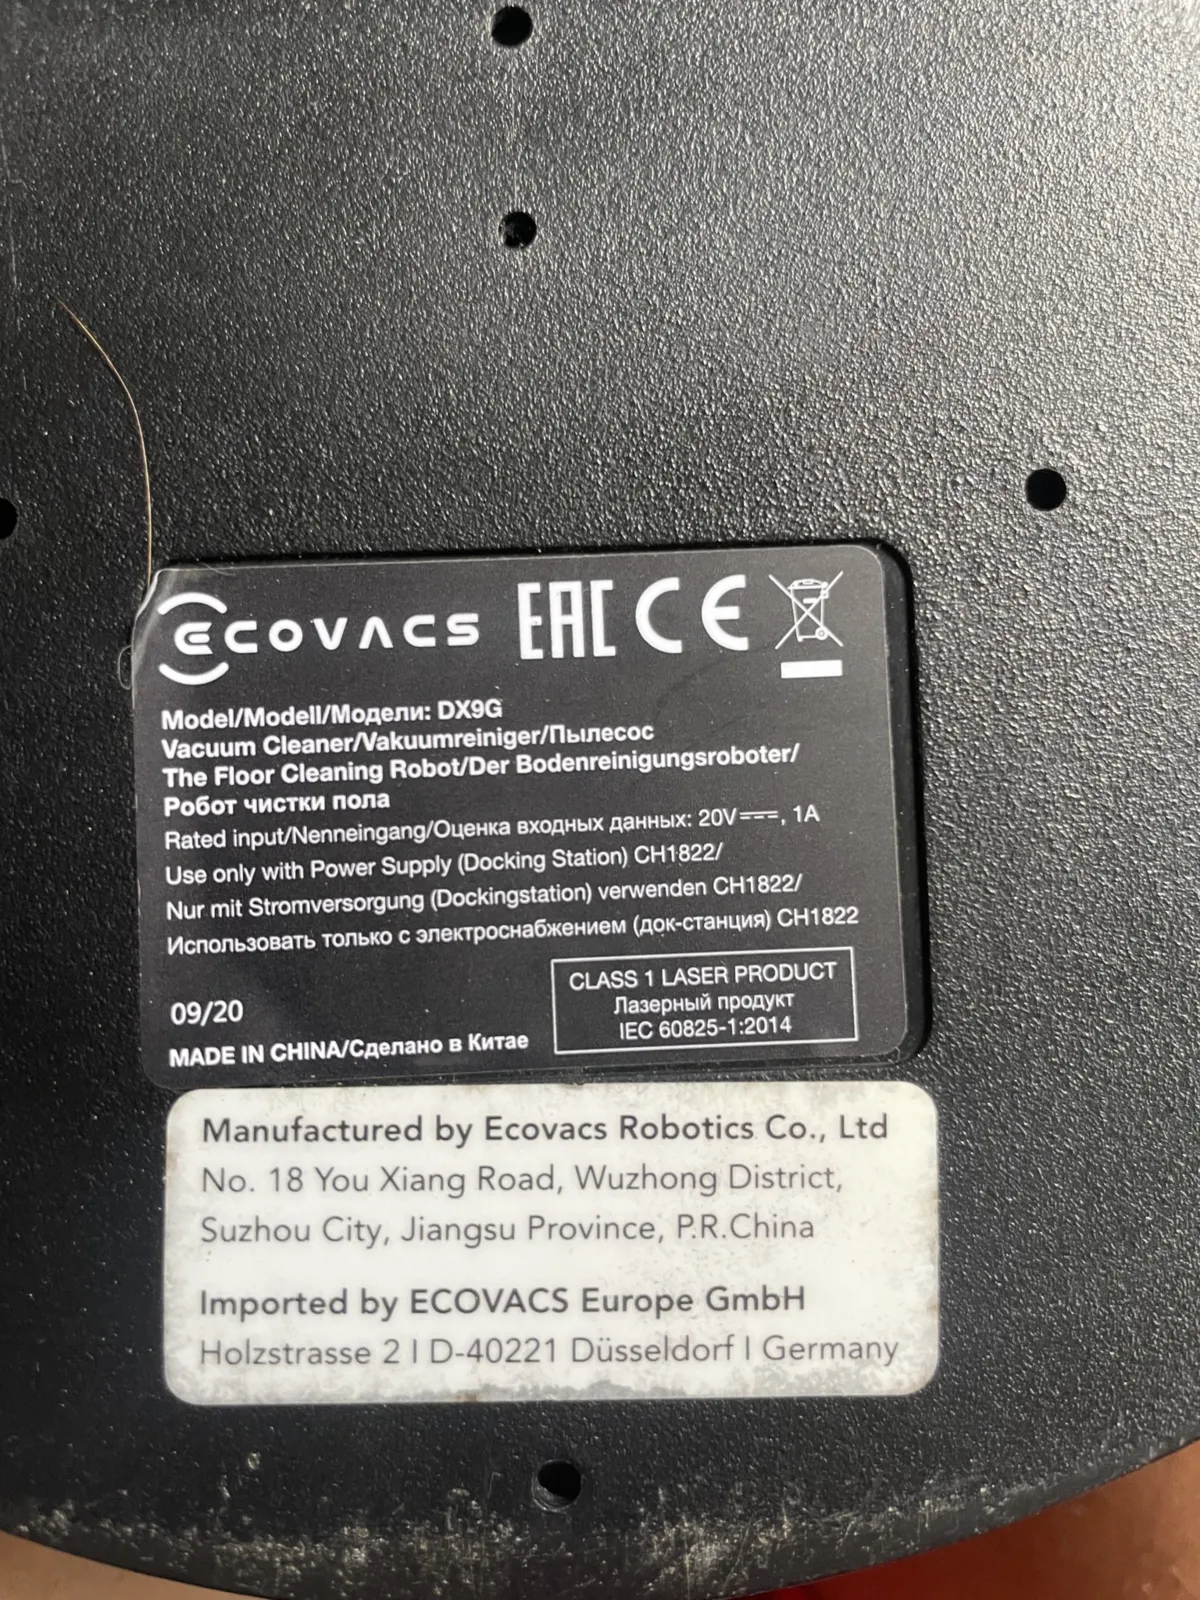 ECOVACS EAC CE
Model/Modell/Модели: DX9G
Vacuum Cleaner/Vakuumreiniger/Пылесос
The Floor Cleaning Robot/Der Bodenreinigungsroboter/
Робот чистки пола
Rated input/Nenneingang/Оценка входных данных: 20V⎓, 1A
Use only with Power Supply (Docking Station) CH1822/
Nur mit Stromversorgung (Dockingstation) verwenden CH1822/
Использовать только с электроснабжением (док-станция) CH1822
CLASS 1 LASER PRODUCT
Лазерный продукт
IEC 60825-1:2014
09/20
MADE IN CHINA/Сделано в Китае
Manufactured by Ecovacs Robotics Co., Ltd
No. 18 You Xiang Road, Wuzhong District,
Suzhou City, Jiangsu Province, P.R.China
Imported by ECOVACS Europe GmbH
Holzstrasse 2 I D-40221 Düsseldorf I Germany